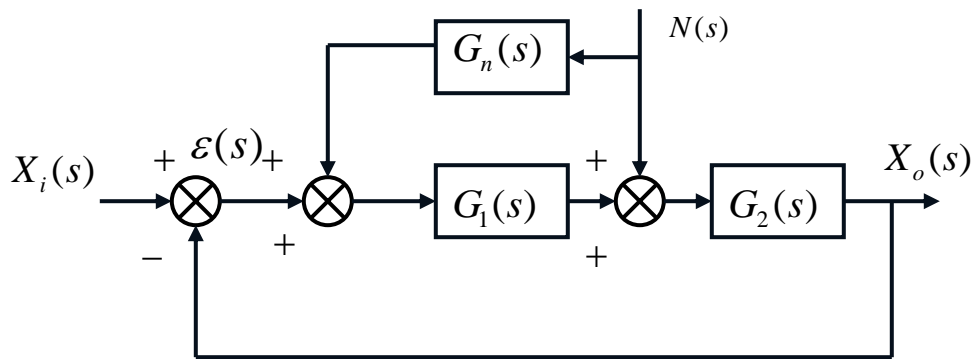 N(s)
G_n(s)
+ ε(s) +
X_i(s)
+
X_o(s)
G_1(s)
G_2(s)
−
+
+